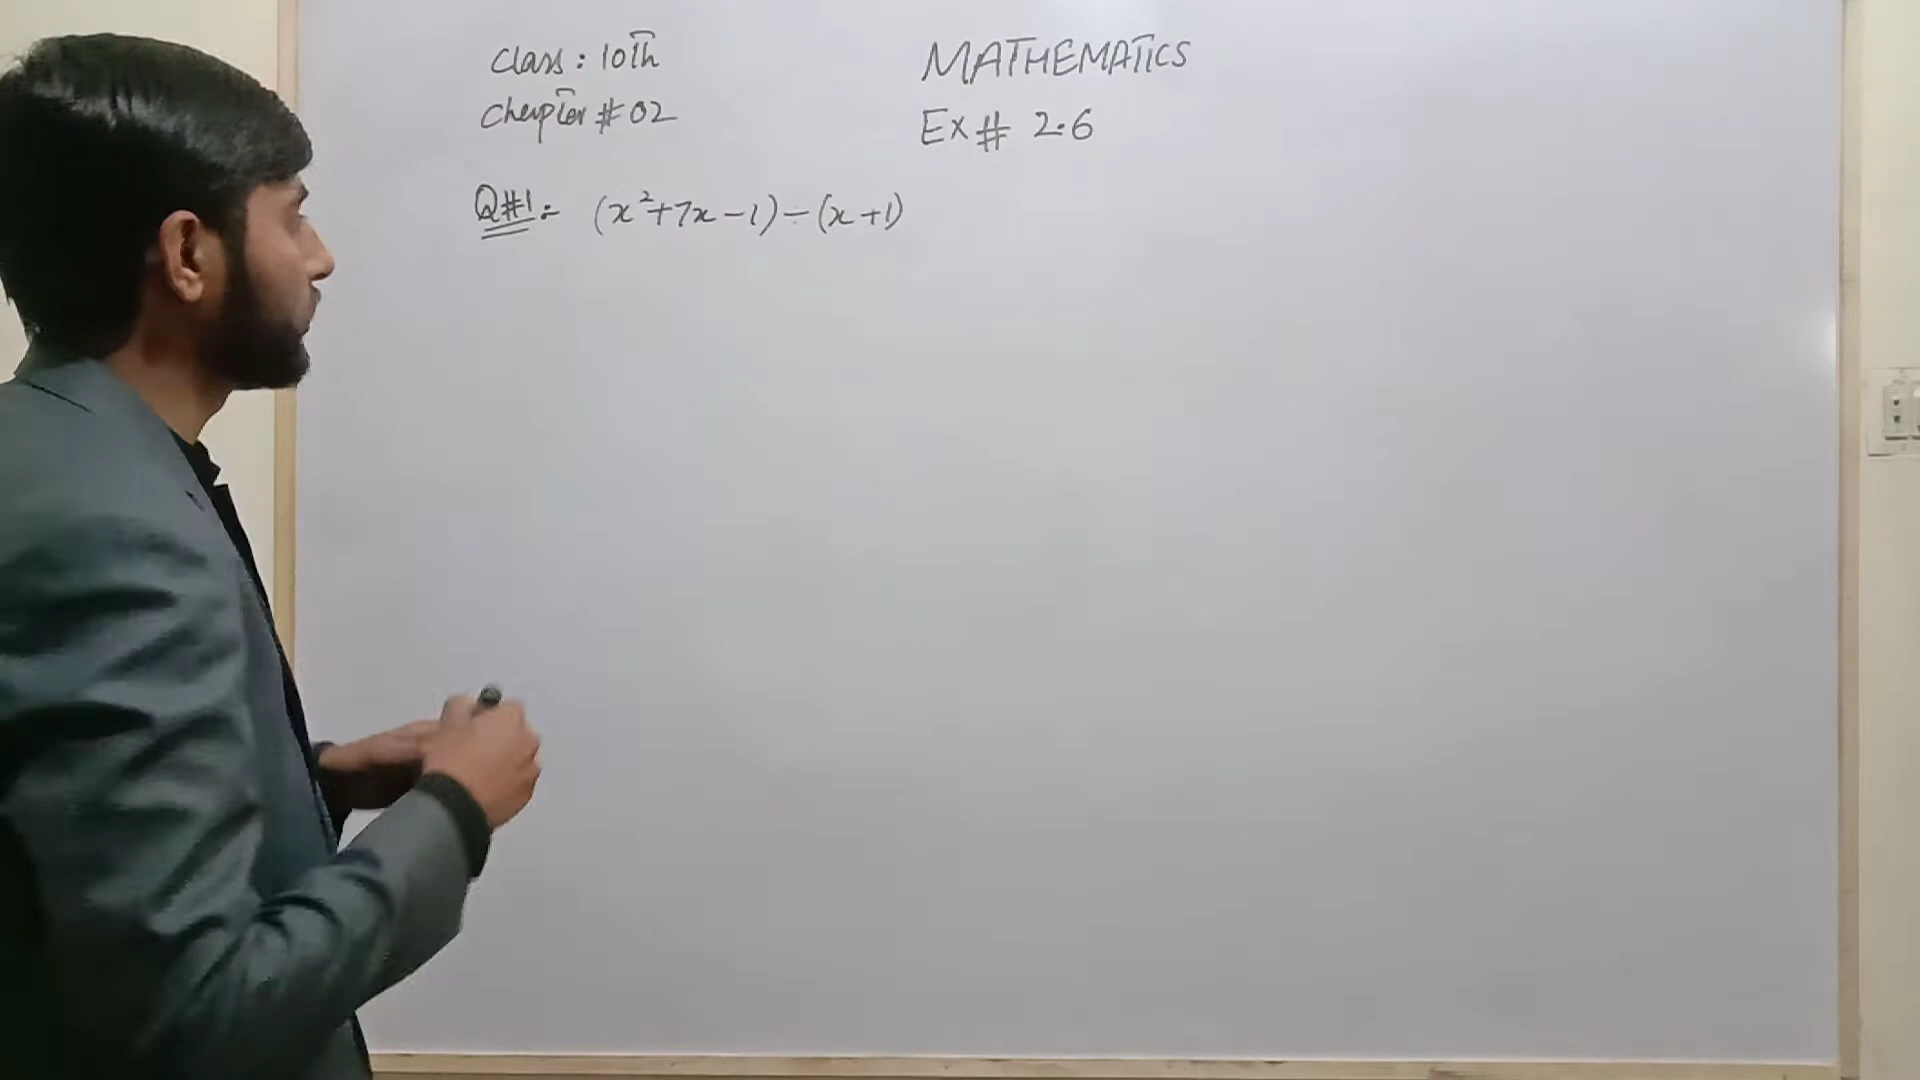 Class: 10th
Chapter # 02
MATHEMATICS
Ex# 2.6
Q#1:- (x²+7x-1)÷(x+1)